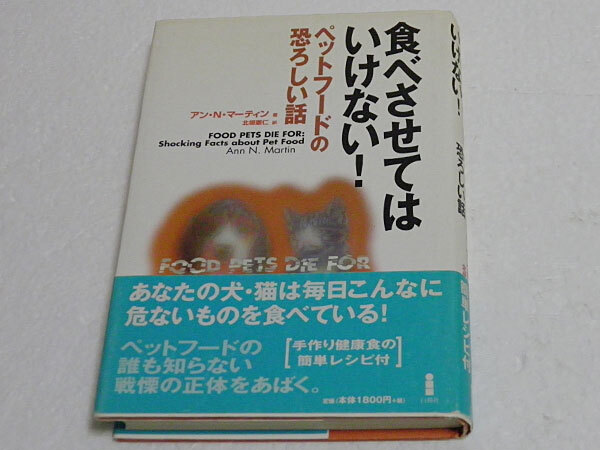 食べさせては
いけない!
ペットフードの
恐ろしい話
アン・N・マーティン 著
北垣憲仁 訳
FOOD PETS DIE FOR:
Shocking Facts about Pet Food
Ann N. Martin
FOOD PETS DIE FOR
あなたの犬・猫は毎日こんなに
危ないものを食べている!
ペットフードの
誰も知らない
戦慄の正体をあばく。
[手作り健康食の
簡単レシピ付]
定価(本体1800円+税)